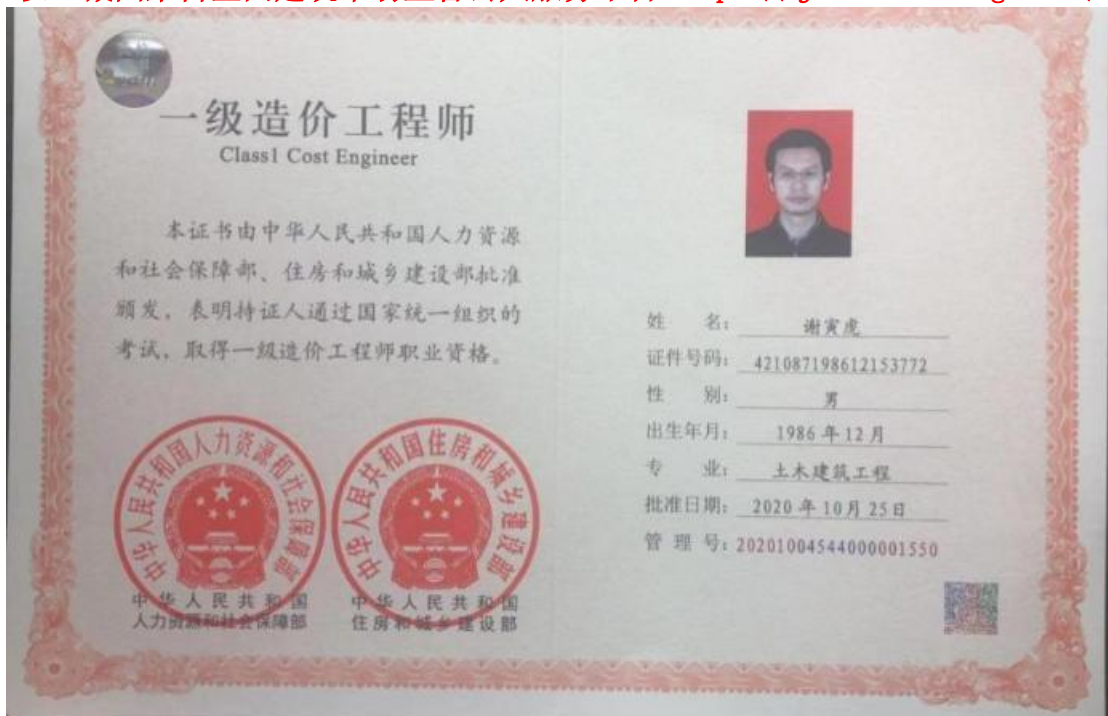 一级造价工程师
Class1 Cost Engineer
本证书由中华人民共和国人力资源
和社会保障部、住房和城乡建设部批准
颁发，表明持证人通过国家统一组织的
考试，取得一级造价工程师职业资格。
中华人民共和国人力资源和社会保障部
中华人民共和国
人力资源和社会保障部
中华人民共和国住房和城乡建设部
中华人民共和国
住房和城乡建设部
姓 名：谢寅虎
证件号码：421087198612153772
性 别：男
出生年月：1986年12月
专 业：土木建筑工程
批准日期：2020年10月25日
管 理 号：20201004544000001550